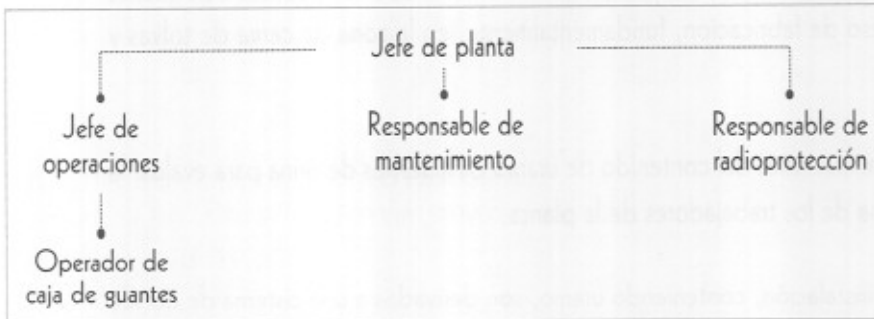 Jefe de planta
Jefe de
operaciones
Responsable de
mantenimiento
Responsable de
radioprotección
Operador de
caja de guantes